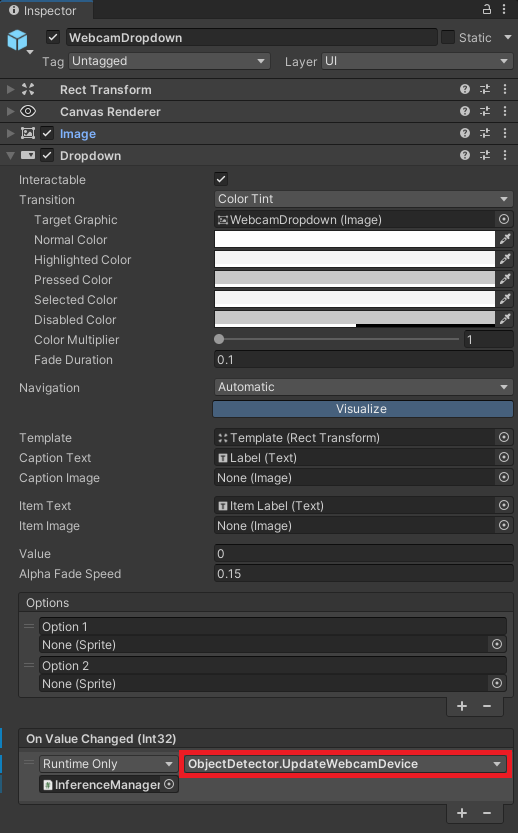 Inspector
WebcamDropdown
Static
Tag Untagged Layer UI
Rect Transform
Canvas Renderer
Image
Dropdown
Interactable
Transition Color Tint
Target Graphic WebcamDropdown (Image)
Normal Color
Highlighted Color
Pressed Color
Selected Color
Disabled Color
Color Multiplier 1
Fade Duration 0.1
Navigation Automatic
Visualize
Template Template (Rect Transform)
Caption Text Label (Text)
Caption Image None (Image)
Item Text Item Label (Text)
Item Image None (Image)
Value 0
Alpha Fade Speed 0.15
Options
Option 1
None (Sprite)
Option 2
None (Sprite)
On Value Changed (Int32)
Runtime Only ObjectDetector.UpdateWebcamDevice
InferenceManager